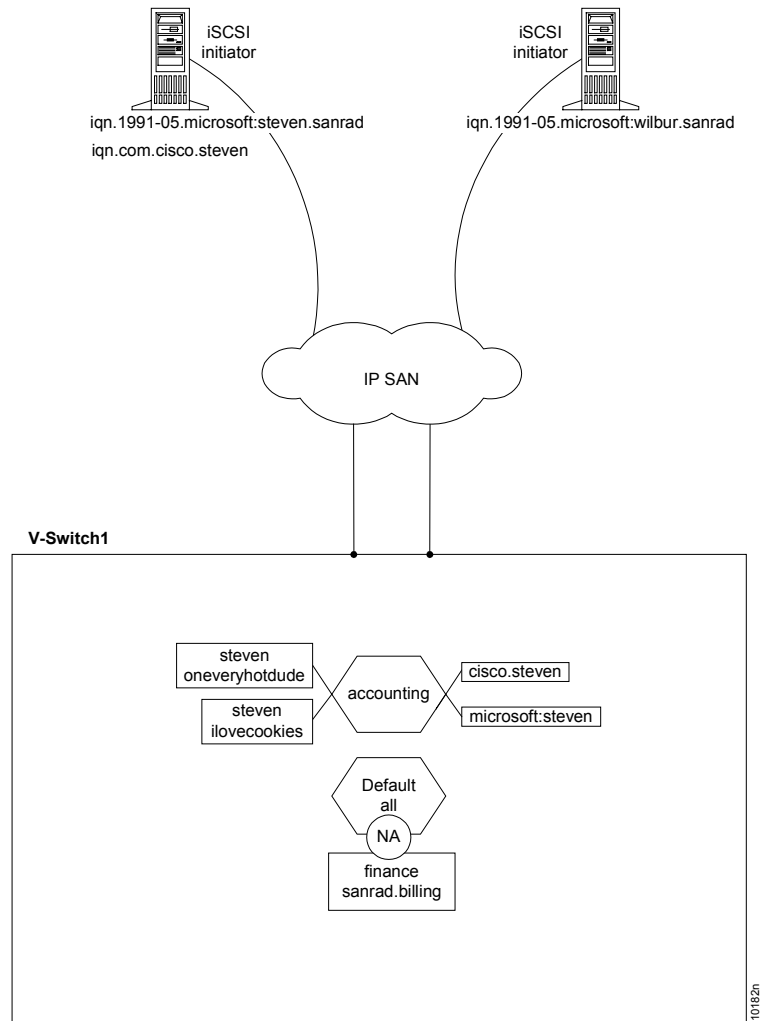 iSCSI
initiator
iSCSI
initiator
iqn.1991-05.microsoft:steven.sanrad
iqn.com.cisco.steven
iqn.1991-05.microsoft:wilbur.sanrad
IP SAN
V-Switch1
steven
oneveryhotdude
steven
ilovecookies
accounting
cisco.steven
microsoft:steven
Default
all
NA
finance
sanrad.billing
10182n